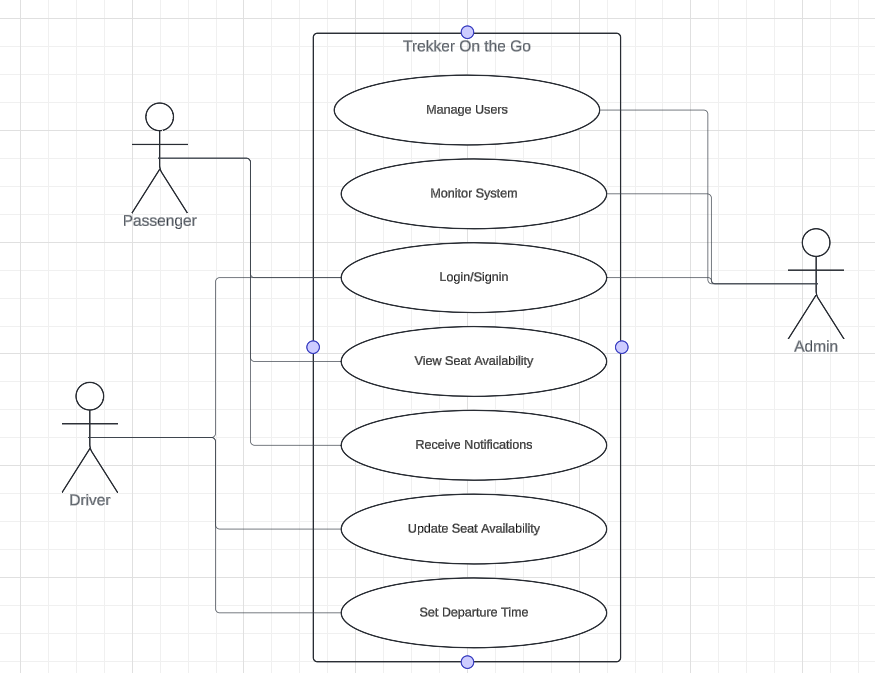 Trekker On the Go
Manage Users
Passenger
Monitor System
Login/Signin
Admin
View Seat Availability
Receive Notifications
Driver
Update Seat Availability
Set Departure Time